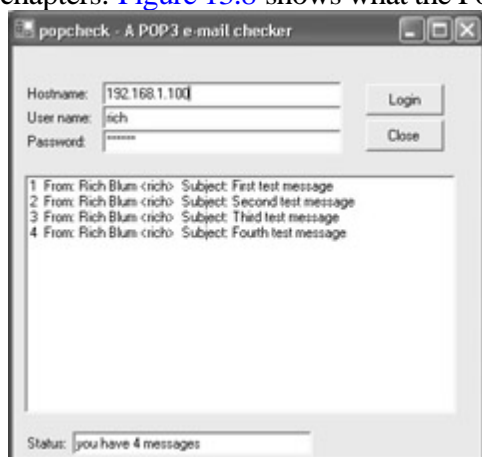 chapters. Figure 13.8 shows what the Po
popcheck - A POP3 e-mail checker
Hostname: 192.168.1.100
Login
User name: rich
Close
Password: ******
1 From: Rich Blum <rich> Subject: First test message
2 From: Rich Blum <rich> Subject: Second test message
3 From: Rich Blum <rich> Subject: Third test message
4 From: Rich Blum <rich> Subject: Fourth test message
Status: you have 4 messages